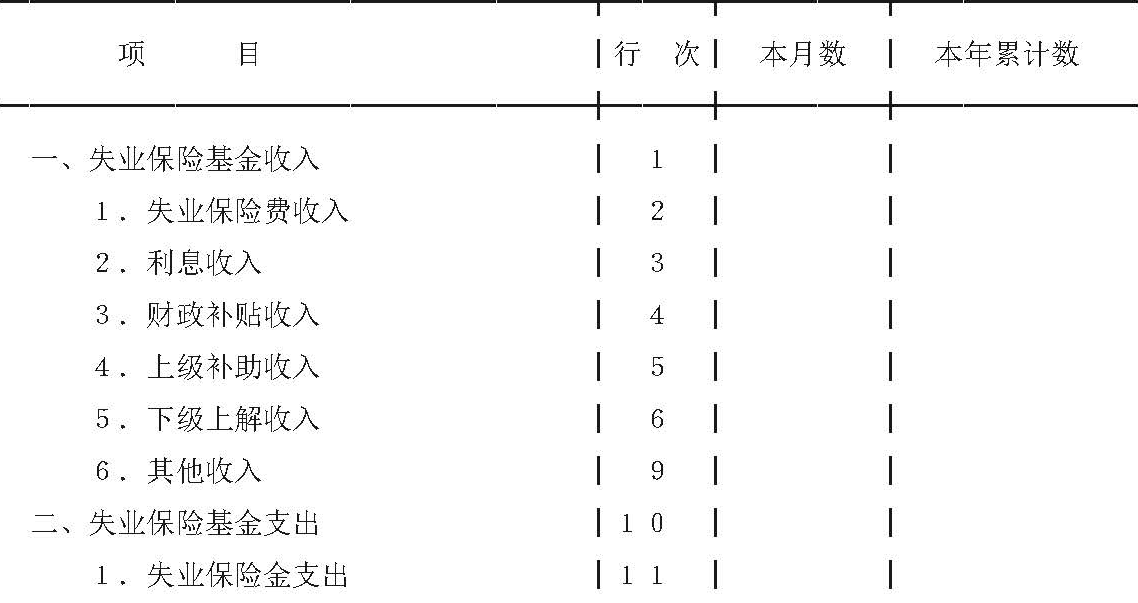 项 目 行 次 本月数 本年累计数
一、失业保险基金收入 1
1．失业保险费收入 2
2．利息收入 3
3．财政补贴收入 4
4．上级补助收入 5
5．下级上解收入 6
6．其他收入 9
二、失业保险基金支出 10
1．失业保险金支出 11